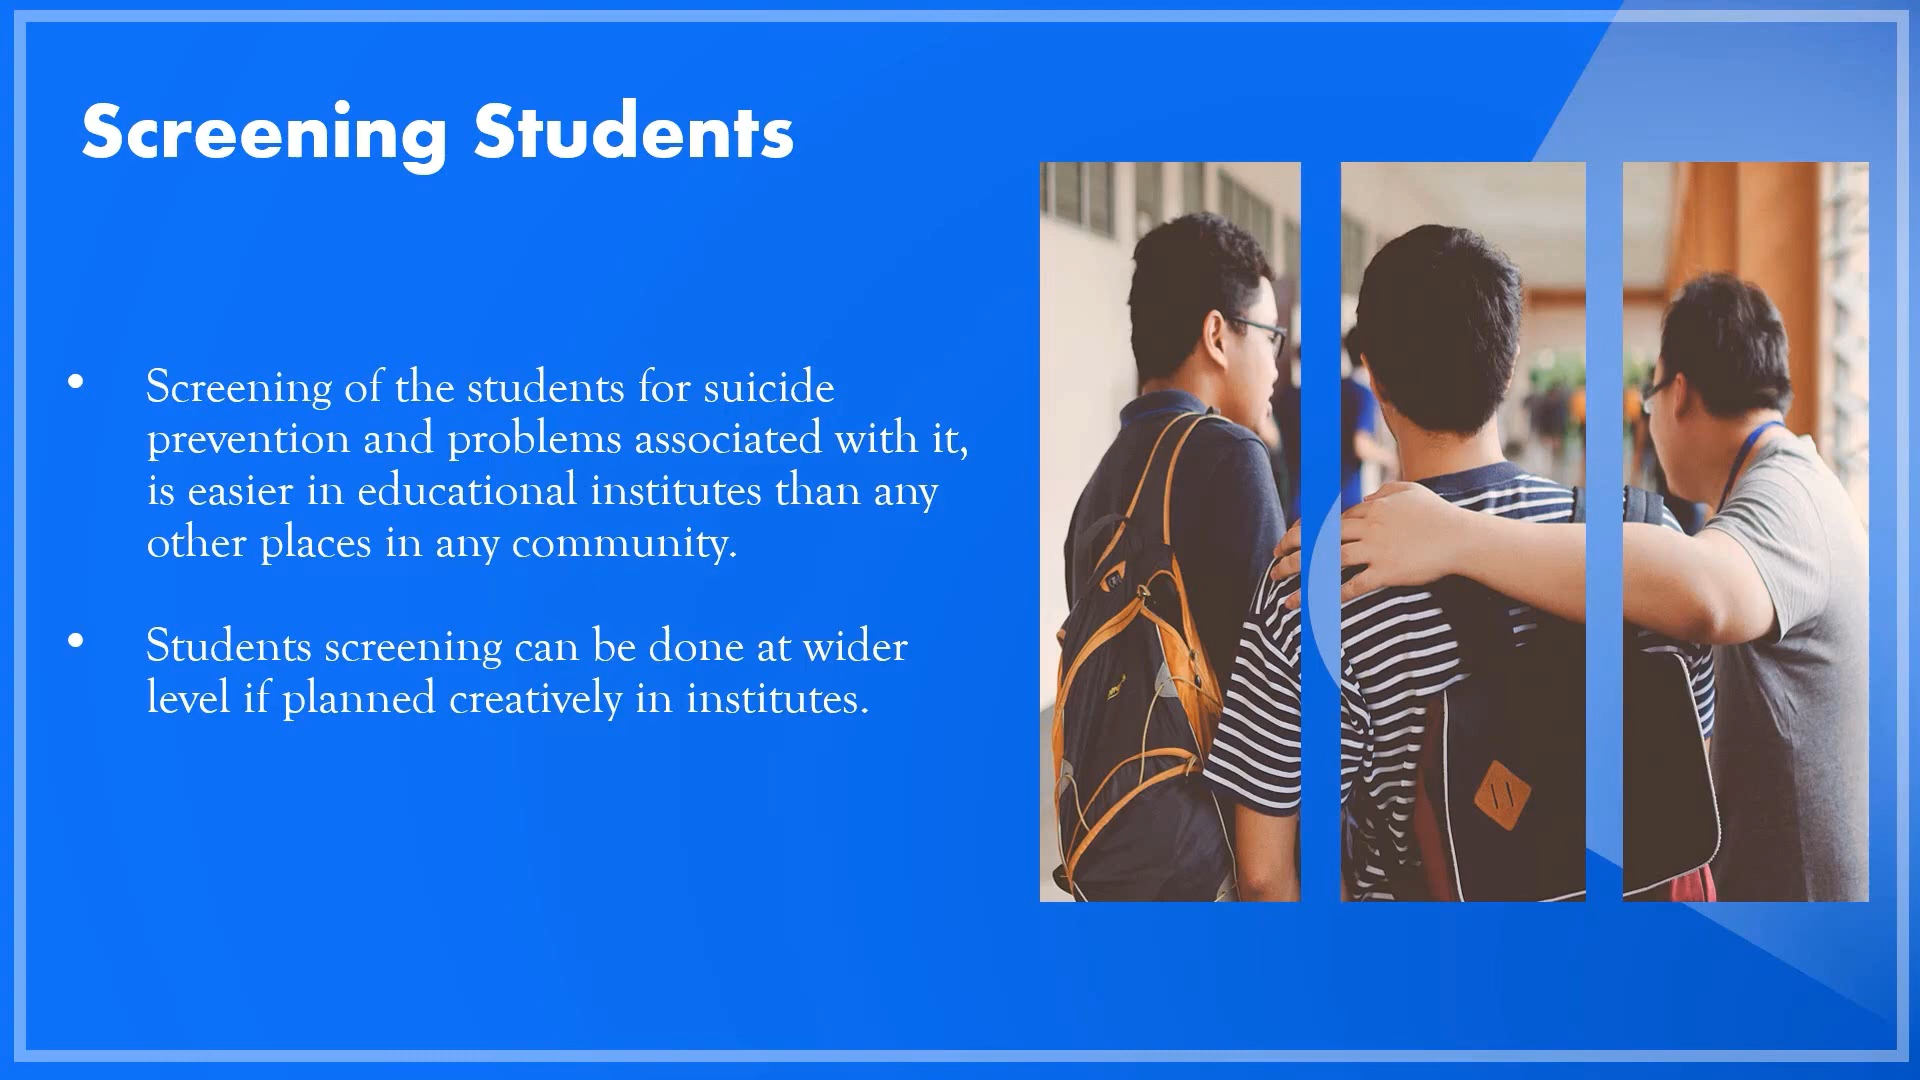 Screening Students
• Screening of the students for suicide
prevention and problems associated with it,
is easier in educational institutes than any
other places in any community.
• Students screening can be done at wider
level if planned creatively in institutes.